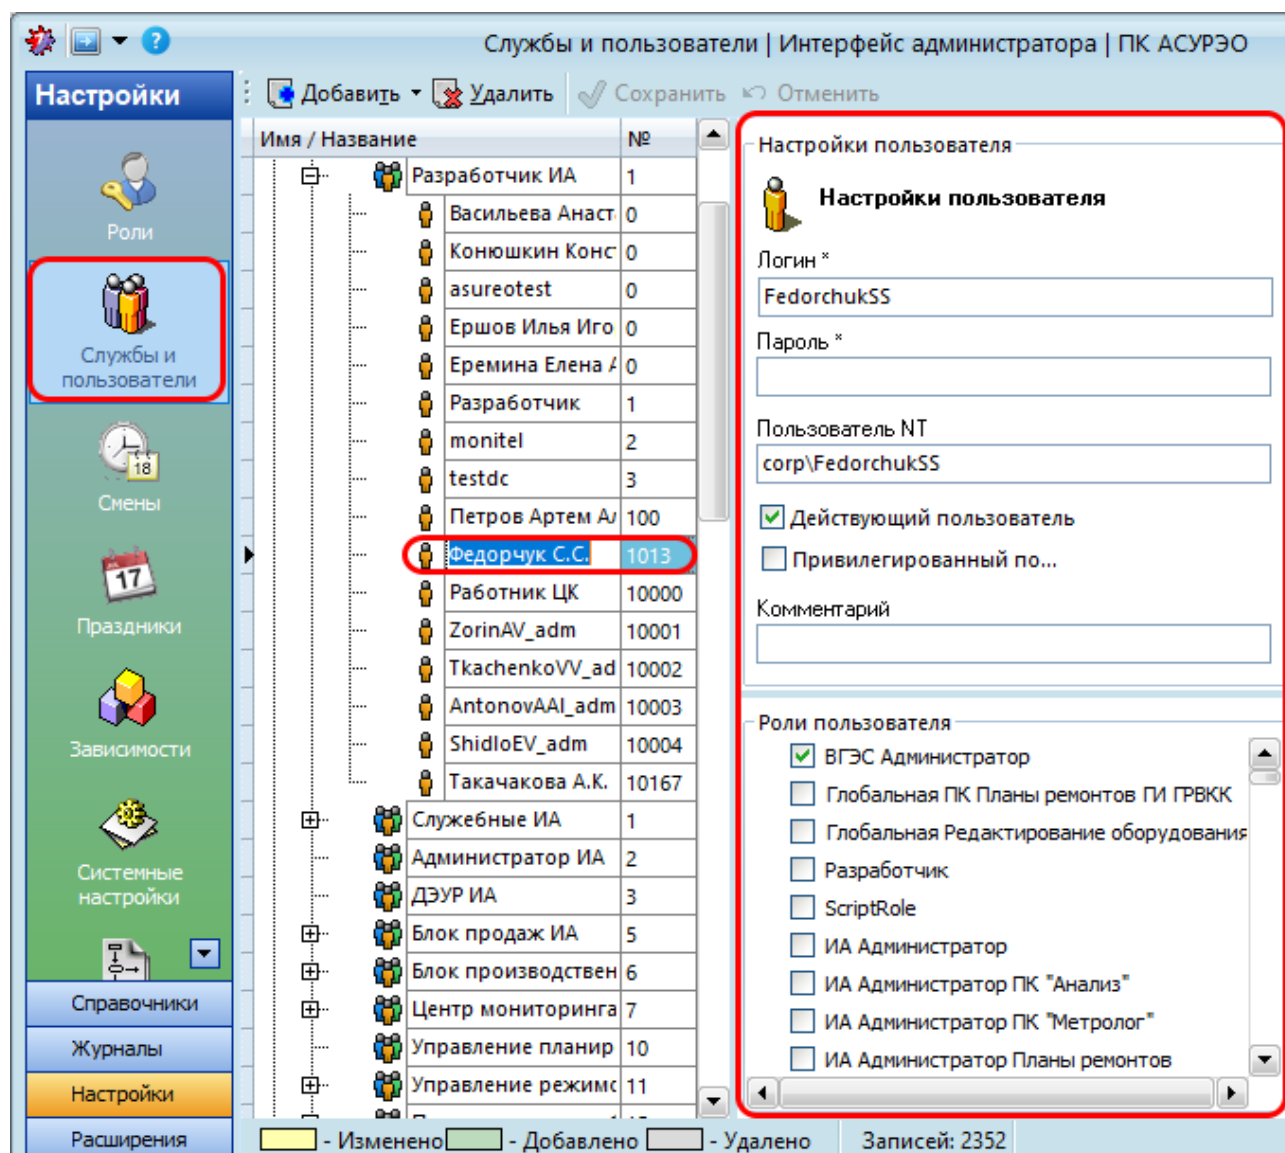 Службы и пользователи | Интерфейс администратора | ПК АСУРЭО
Настройки
Добавить
Удалить
Сохранить
Отменить
Роли
Службы и
пользователи
Смены
Праздники
Зависимости
Системные
настройки
Справочники
Журналы
Настройки
Расширения
Имя / Название №
Разработчик ИА 1
Васильева Анаст 0
Конюшкин Конс 0
asureotest 0
Ершов Илья Иго 0
Еремина Елена 0
Разработчик 1
monitel 2
testdc 3
Петров Артем 100
Федорчук С.С. 1013
Работник ЦК 10000
ZorinAV_adm 10001
TkachenkoVV_ad 10002
AntonovAAl_adm 10003
ShidloEV_adm 10004
Такачакова А.К. 10167
Служебные ИА 1
Администратор ИА 2
ДЭУР ИА 3
Блок продаж ИА 5
Блок производствен 6
Центр мониторинга 7
Управление планир 10
Управление режимс 11
Настройки пользователя
Настройки пользователя
Логин *
FedorchukSS
Пароль *
Пользователь NT
corp\FedorchukSS
Действующий пользователь
Привилегированный по...
Комментарий
Роли пользователя
ВГЭС Администратор
Глобальная ПК Планы ремонтов ГИ ГРВКК
Глобальная Редактирование оборудования
Разработчик
ScriptRole
ИА Администратор
ИА Администратор ПК "Анализ"
ИА Администратор ПК "Метролог"
ИА Администратор Планы ремонтов
- Изменено - Добавлено - Удалено Записей: 2352